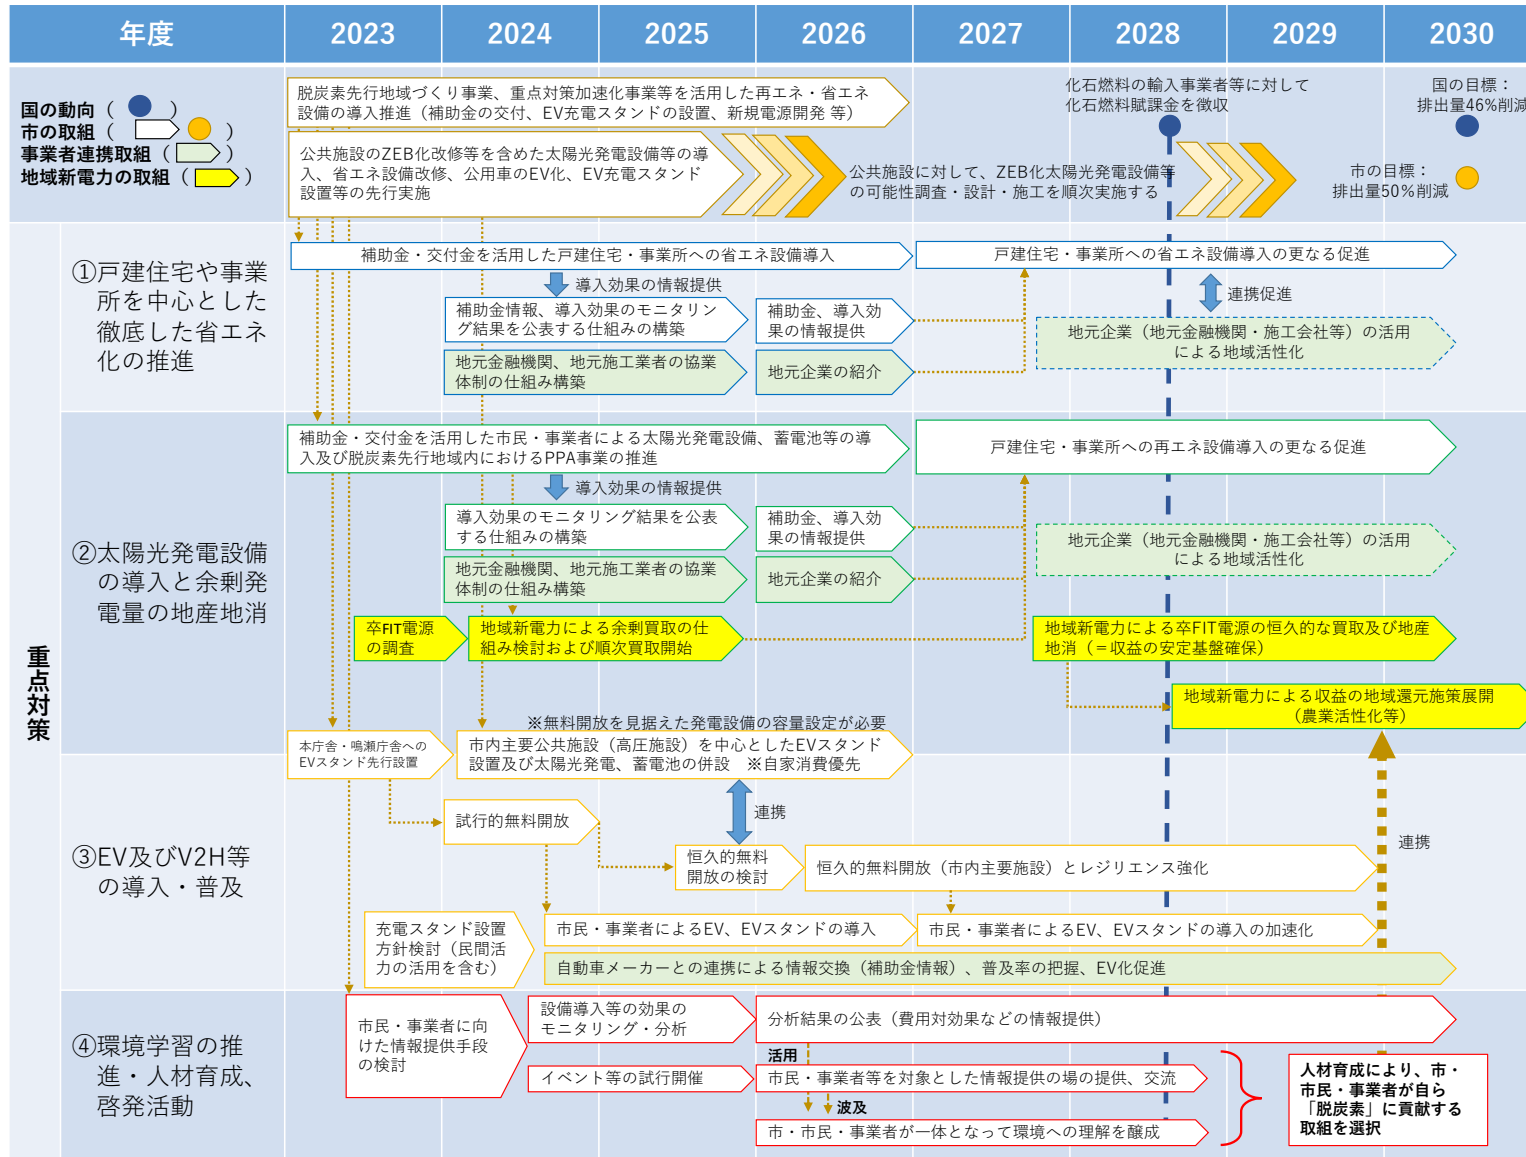 年度
2023
2024
2025
2026
2027
2028
2029
2030
国の動向（ ）
市の取組（ ）
事業者連携取組（ ）
地域新電力の取組（ ）
脱炭素先行地域づくり事業、重点対策加速化事業等を活用した再エネ・省エネ
設備の導入推進（補助金の交付、EV充電スタンドの設置、新規電源開発 等）
公共施設のZEB化改修等を含めた太陽光発電設備等の導
入、省エネ設備改修、公用車のEV化、EV充電スタンド
設置等の先行実施
公共施設に対して、ZEB化太陽光発電設備等
の可能性調査・設計・施工を順次実施する
化石燃料の輸入事業者等に対して
化石燃料賦課金を徴収
国の目標：
排出量46%削減
市の目標：
排出量50％削減
重点対策
①戸建住宅や事業
所を中心とした
徹底した省エネ
化の推進
補助金・交付金を活用した戸建住宅・事業所への省エネ設備導入
戸建住宅・事業所への省エネ設備導入の更なる促進
導入効果の情報提供
連携促進
補助金情報、導入効果のモニタリン
グ結果を公表する仕組みの構築
補助金、導入効
果の情報提供
地元企業（地元金融機関・施工会社等）の活用
による地域活性化
地元金融機関、地元施工業者の協業
体制の仕組み構築
地元企業の紹介
②太陽光発電設備
の導入と余剰発
電量の地産地消
補助金・交付金を活用した市民・事業者による太陽光発電設備、蓄電池等の導
入及び脱炭素先行地域内におけるPPA事業の推進
戸建住宅・事業所への再エネ設備導入の更なる促進
導入効果の情報提供
導入効果のモニタリング結果を公表
する仕組みの構築
補助金、導入効
果の情報提供
地元企業（地元金融機関・施工会社等）の活用
による地域活性化
地元金融機関、地元施工業者の協業
体制の仕組み構築
地元企業の紹介
卒FIT電源
の調査
地域新電力による余剰買取の仕
組み検討および順次買取開始
地域新電力による卒FIT電源の恒久的な買取及び地産
地消（＝収益の安定基盤確保）
地域新電力による収益の地域還元施策展開
（農業活性化等）
※無料開放を見据えた発電設備の容量設定が必要
③EV及びV2H等
の導入・普及
本庁舎・鳴瀬庁舎への
EVスタンド先行設置
市内主要公共施設（高圧施設）を中心としたEVスタンド
設置及び太陽光発電、蓄電池の併設　※自家消費優先
連携
試行的無料開放
恒久的無料
開放の検討
恒久的無料開放（市内主要施設）とレジリエンス強化
連携
充電スタンド設置
方針検討（民間活
力の活用を含む）
市民・事業者によるEV、EVスタンドの導入
市民・事業者によるEV、EVスタンドの導入の加速化
自動車メーカーとの連携による情報交換（補助金情報）、普及率の把握、EV化促進
④環境学習の推
進・人材育成、
啓発活動
市民・事業者に向
けた情報提供手段
の検討
設備導入等の効果の
モニタリング・分析
分析結果の公表（費用対効果などの情報提供）
活用
イベント等の試行開催
市民・事業者等を対象とした情報提供の場の提供、交流
波及
市・市民・事業者が一体となって環境への理解を醸成
人材育成により、市・
市民・事業者が自ら
「脱炭素」に貢献する
取組を選択